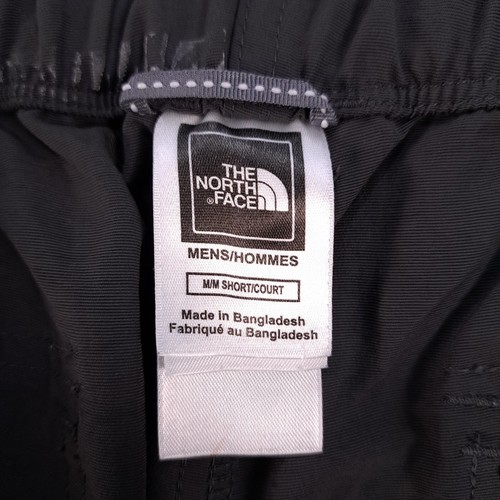 THE
NORTH
®FACE
MENS/HOMMES
M/M SHORT/COURT
Made in Bangladesh
Fabriqué au Bangladesh